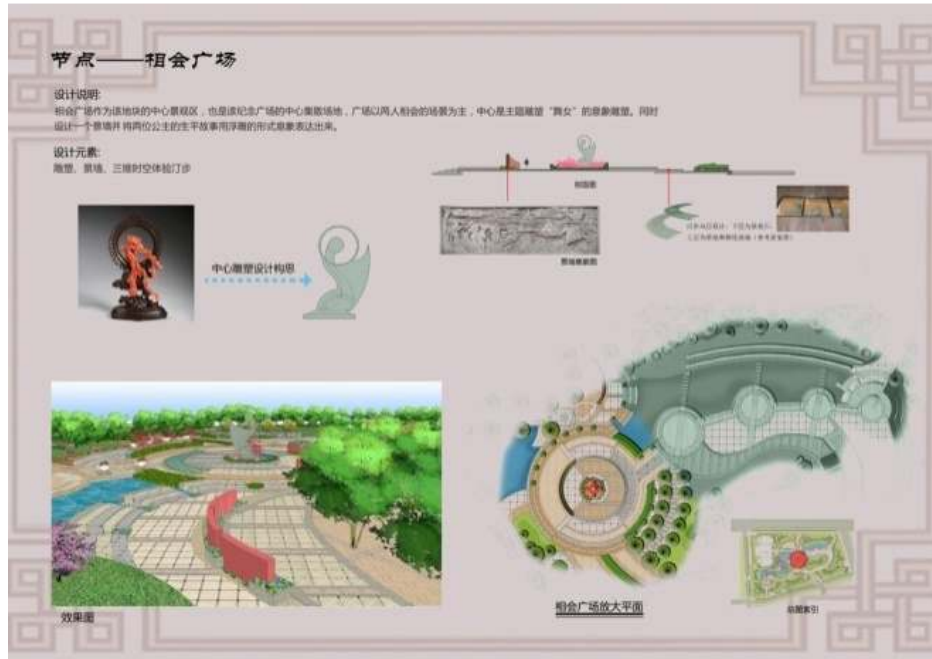 节点——相会广场
设计说明:
相会广场作为该地块的中心景观区，也是该纪念广场的中心集散场地，广场以两人相会的场景为主，中心是主题雕塑“舞女”的意象雕塑。同时
设计一个景墙并将两位公主的生平故事用浮雕的形式意象表达出来。
设计元素:
雕塑、景墙、三维时空体验汀步
剖面图
景墙意象图
中心雕塑设计构思
效果图
相会广场放大平面
总图索引